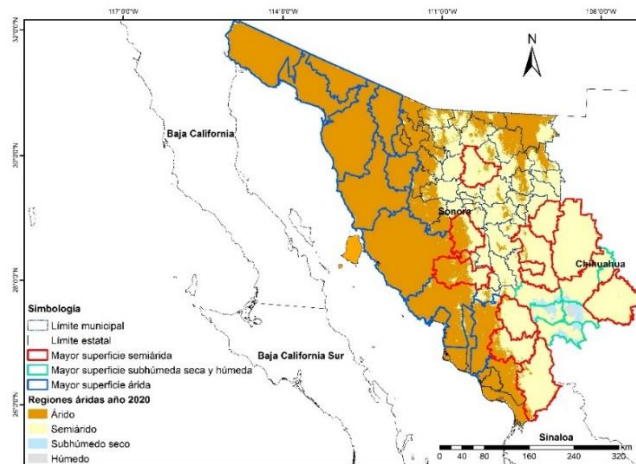 117°0'0"W 114°0'0"W 111°0'0"W 108°0'0"W
N
Baja California
Sonora
Chihuahua
Baja California Sur
Sinaloa
Simbología
Límite municipal
Límite estatal
Mayor superficie semiárida
Mayor superficie subhúmeda seca y húmeda
Mayor superficie árida
Regiones áridas año 2020
Árido
Semiárido
Subhúmedo seco
Húmedo
0 20 40 80 160 240 320
Km